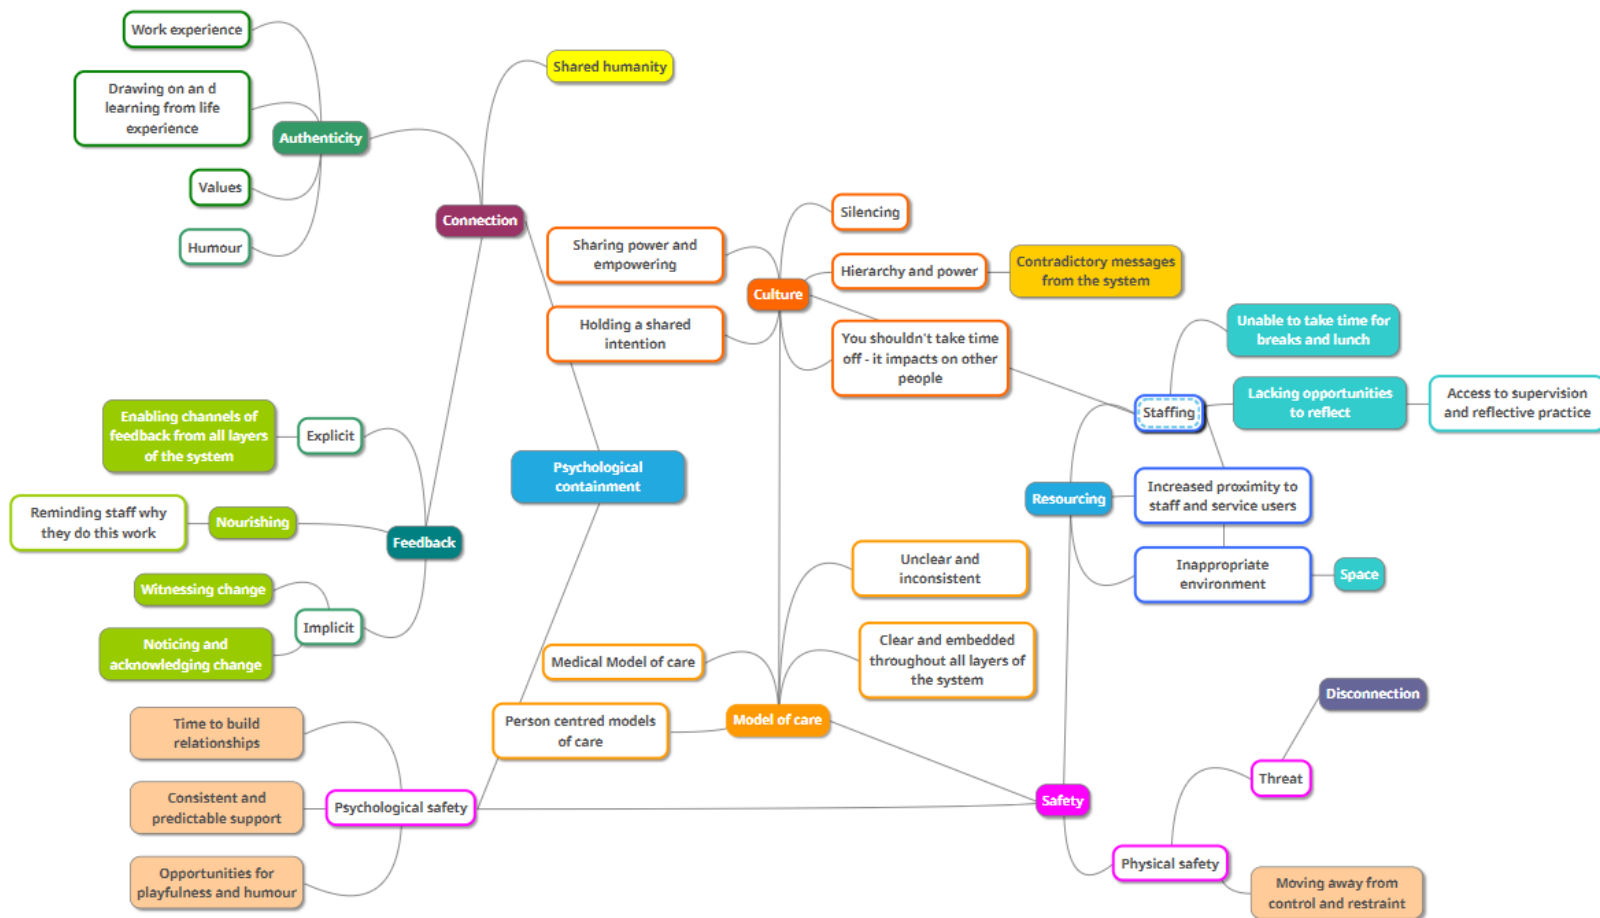 Work experience
Drawing on an d
learning from life
experience
Authenticity
Values
Humour
Shared humanity
Connection
Enabling channels of
feedback from all layers
of the system
Explicit
Reminding staff why
they do this work
Nourishing
Feedback
Witnessing change
Implicit
Noticing and
acknowledging change
Psychological
containment
Sharing power and
empowering
Holding a shared
intention
Culture
Silencing
Hierarchy and power
Contradictory messages
from the system
You shouldn't take time
off - it impacts on other
people
Unable to take time for
breaks and lunch
Staffing
Lacking opportunities
to reflect
Access to supervision
and reflective practice
Resourcing
Increased proximity to
staff and service users
Inappropriate
environment
Space
Unclear and
inconsistent
Clear and embedded
throughout all layers of
the system
Medical Model of care
Person centred models
of care
Model of care
Time to build
relationships
Consistent and
predictable support
Psychological safety
Opportunities for
playfulness and humour
Safety
Disconnection
Threat
Physical safety
Moving away from
control and restraint